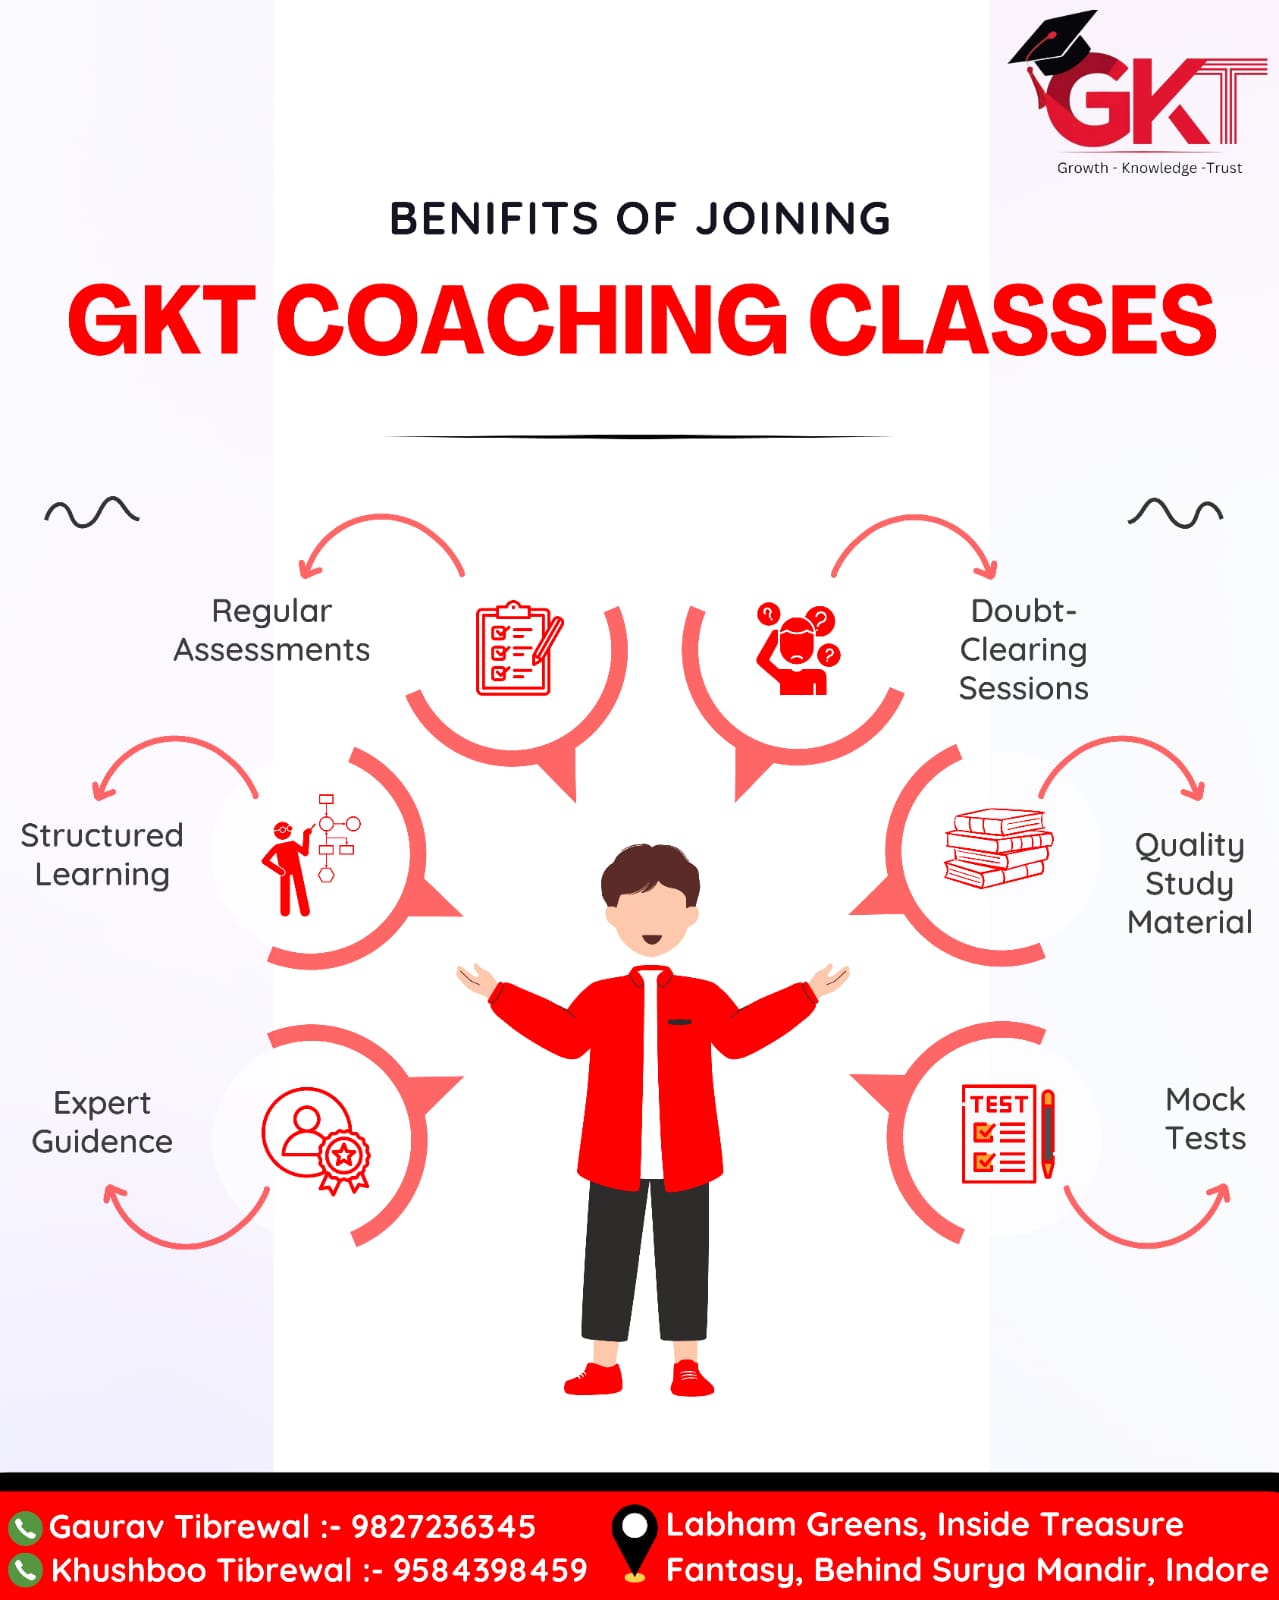 GKT
Growth - Knowledge -Trust
BENIFITS OF JOINING
GKT COACHING CLASSES
Regular
Assessments
Doubt-
Clearing
Sessions
Structured
Learning
Quality
Study
Material
Expert
Guidence
TEST
Mock
Tests
Gaurav Tibrewal :- 9827236345
Khushboo Tibrewal :- 9584398459
Labham Greens, Inside Treasure
Fantasy, Behind Surya Mandir, Indore